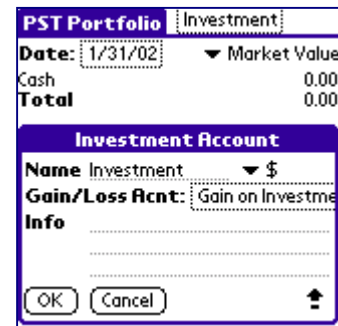 PST Portfolio Investment
Date: 1/31/02 Market Value
Cash 0.00
Total 0.00
Investment Account
Name Investment $
Gain/Loss Acnt: Gain on Investme
Info
OK Cancel